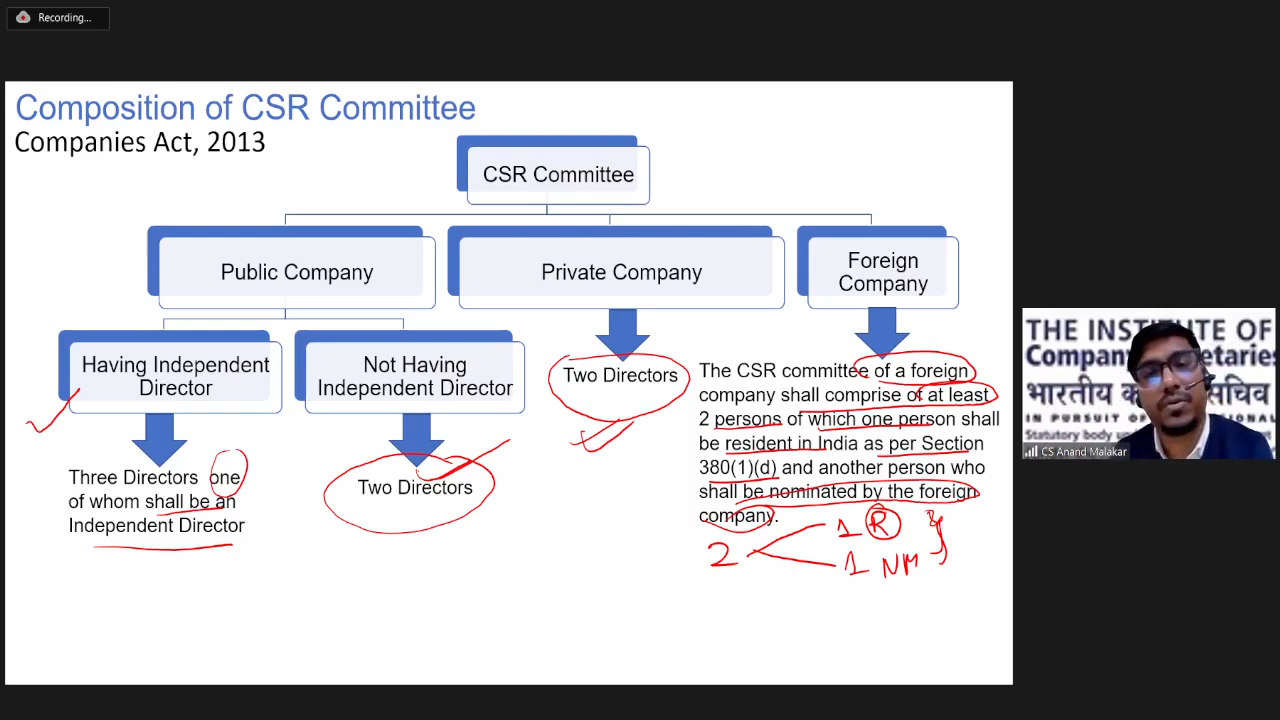 Recording...
Composition of CSR Committee
Companies Act, 2013
CSR Committee
Public Company
Private Company
Foreign
Company
Having Independent
Director
Not Having
Independent Director
Three Directors one
of whom shall be an
Independent Director
Two Directors
Two Directors
The CSR committee of a foreign
company shall comprise of at least
2 persons of which one person shall
be resident in India as per Section
380(1)(d) and another person who
shall be nominated by the foreign
company.
2
1 R
1 NM
THE INSTITUTE OF
Company
भारतीय
सचिव
IN PURSUIT OF
Statutory body
CS Anand Malakar